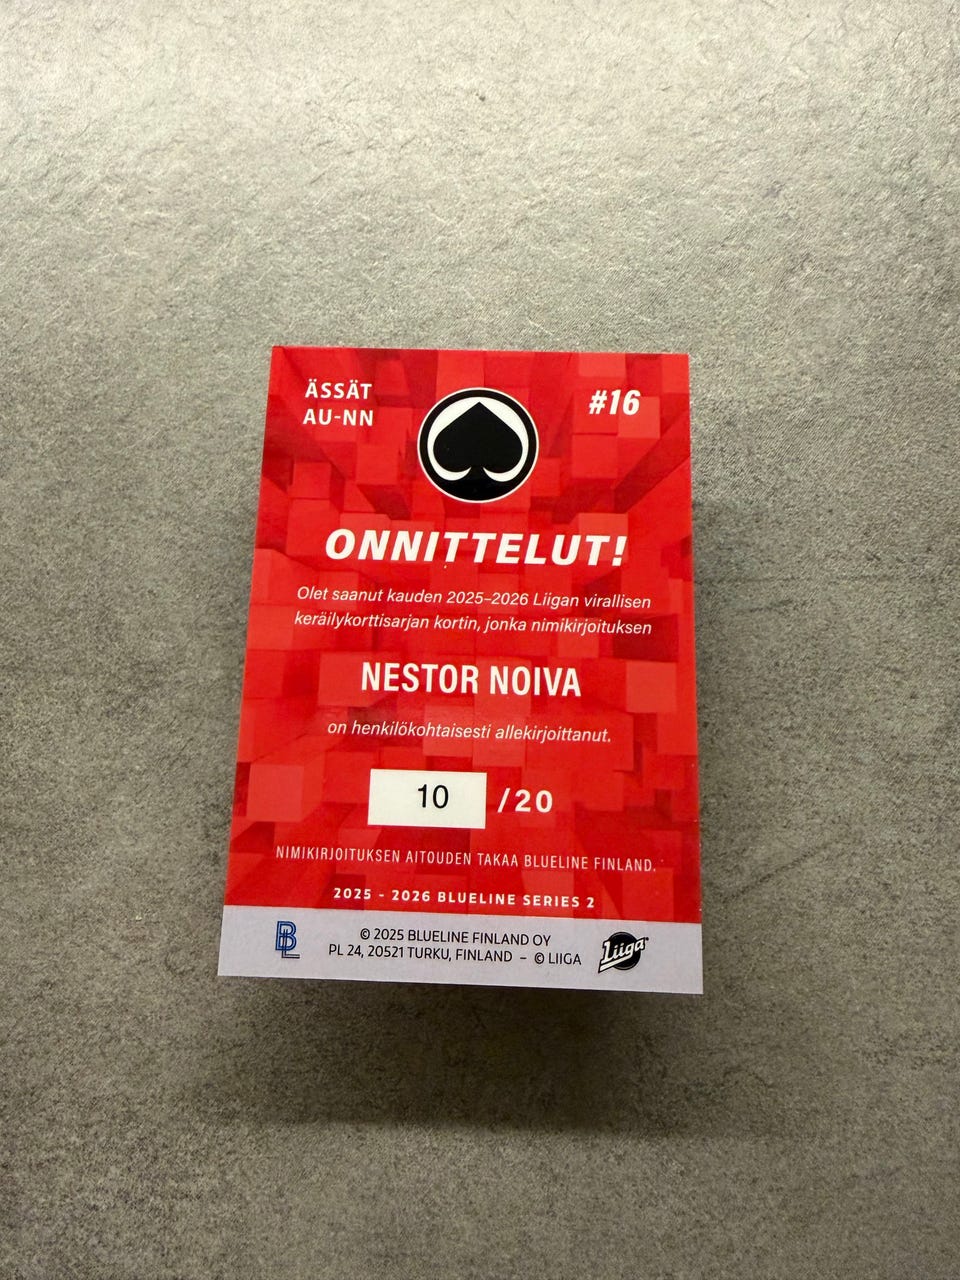 ÄSSÄT
AU-NN
#16
ONNITTELUT!
Olet saanut kauden 2025–2026 Liigan virallisen
keräilykorttisarjan kortin, jonka nimikirjoituksen
NESTOR NOIVA
on henkilökohtaisesti allekirjoittanut.
10 /20
NIMIKIRJOITUKSEN AITOUDEN TAKAA BLUELINE FINLAND.
2025 - 2026 BLUELINE SERIES 2
BL
© 2025 BLUELINE FINLAND OY
PL 24, 20521 TURKU, FINLAND – © LIIGA
Liiga